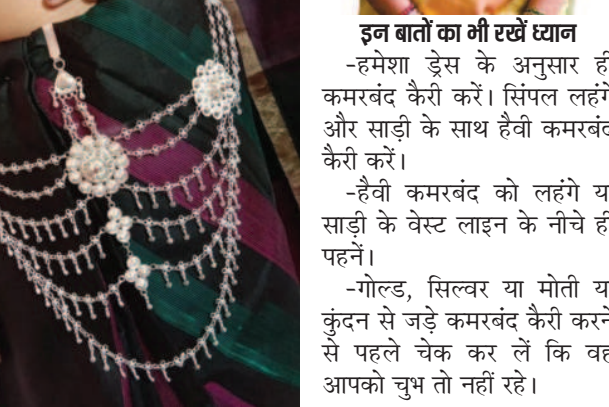 इन बातों का भी रखें ध्यान
-हमेशा ड्रेस के अनुसार ही
कमरबंद कैरी करें। सिंपल लहंगे
और साड़ी के साथ हैवी कमरबंद
कैरी करें।
-हैवी कमरबंद को लहंगे या
साड़ी के वेस्ट लाइन के नीचे ही
पहनें।
-गोल्ड, सिल्वर या मोती या
कुंदन से जड़े कमरबंद कैरी करने
से पहले चेक कर लें कि वह
आपको चुभ तो नहीं रहे।